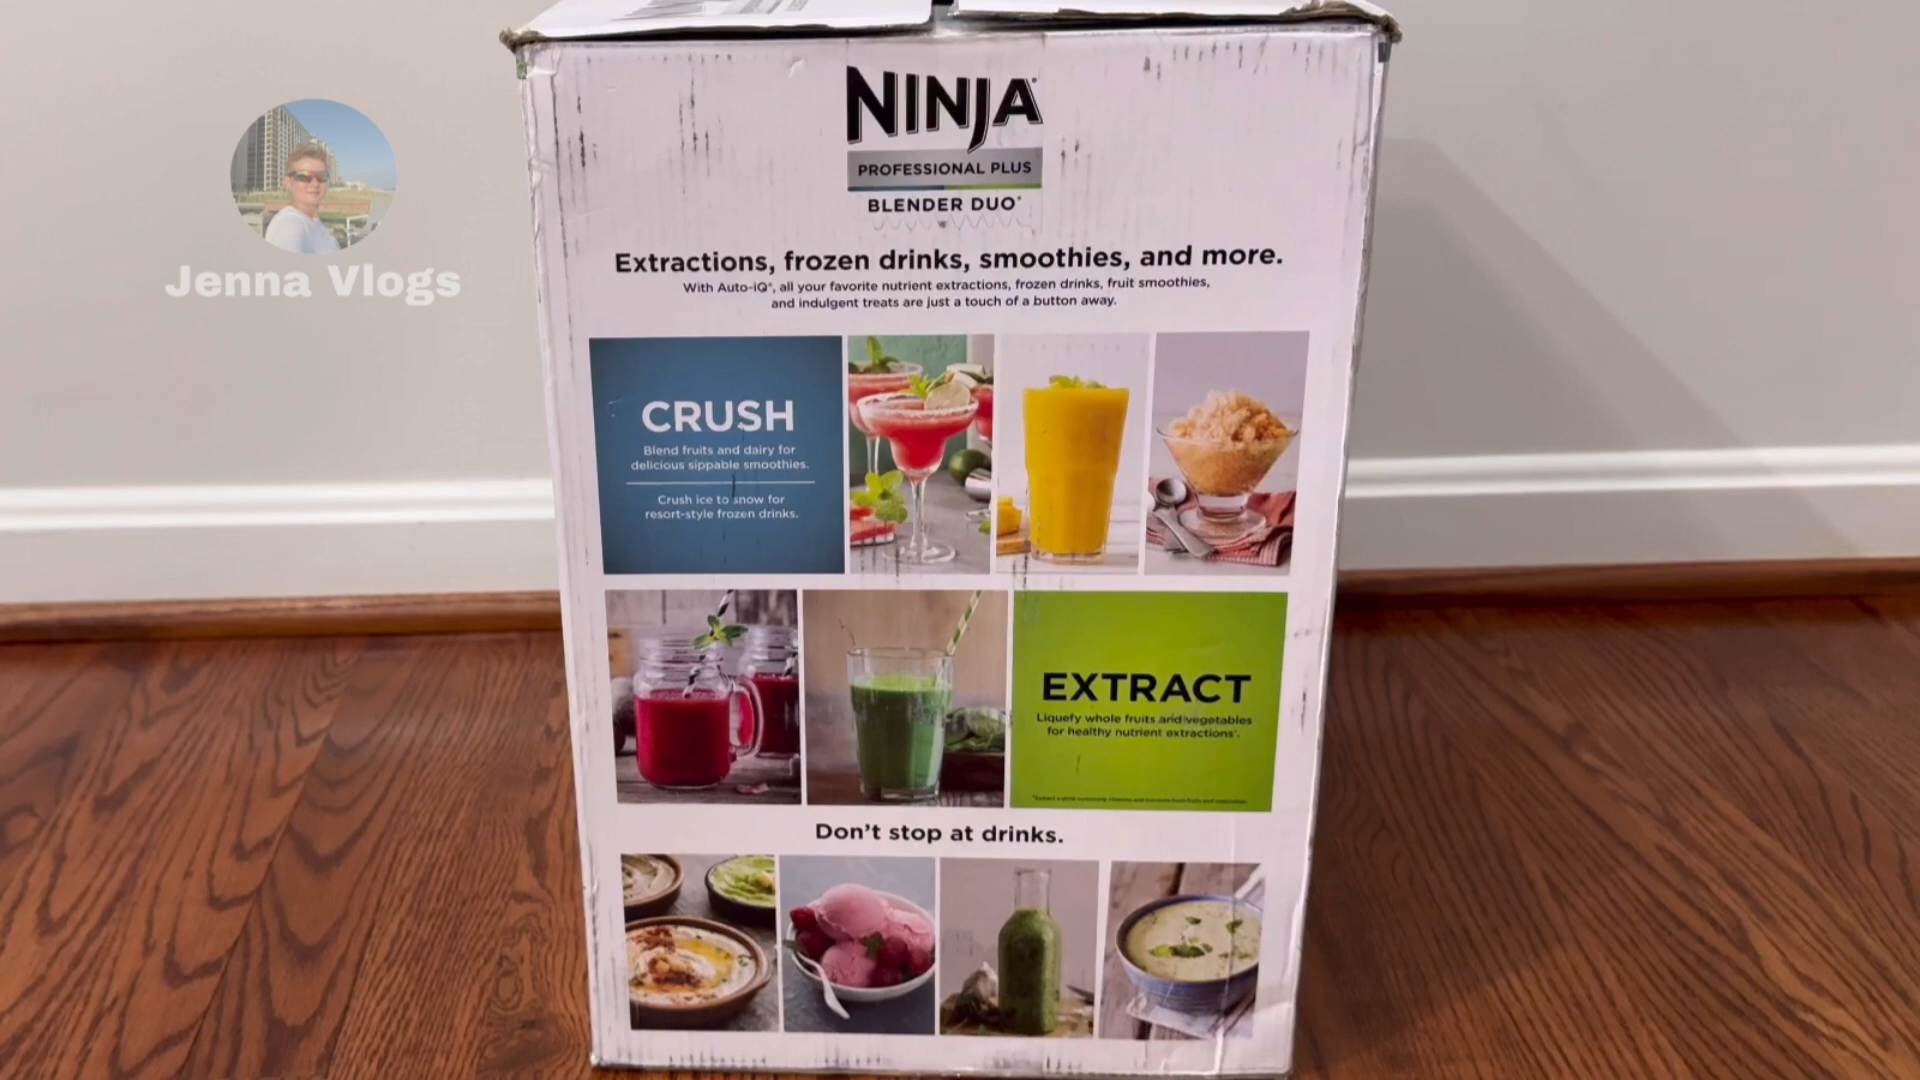 NINJA
PROFESSIONAL PLUS
BLENDER DUO
Jenna Vlogs
Extractions, frozen drinks, smoothies, and more.
With Auto-iQ®, all your favorite nutrient extractions, frozen drinks, fruit smoothies,
and indulgent treats are just a touch of a button away.
CRUSH
Blend fruits and dairy for
delicious sippable smoothies.
Crush ice to snow for
resort-style frozen drinks.
EXTRACT
Liquefy whole fruits and vegetables
for healthy nutrient extractions*.
Don't stop at drinks.